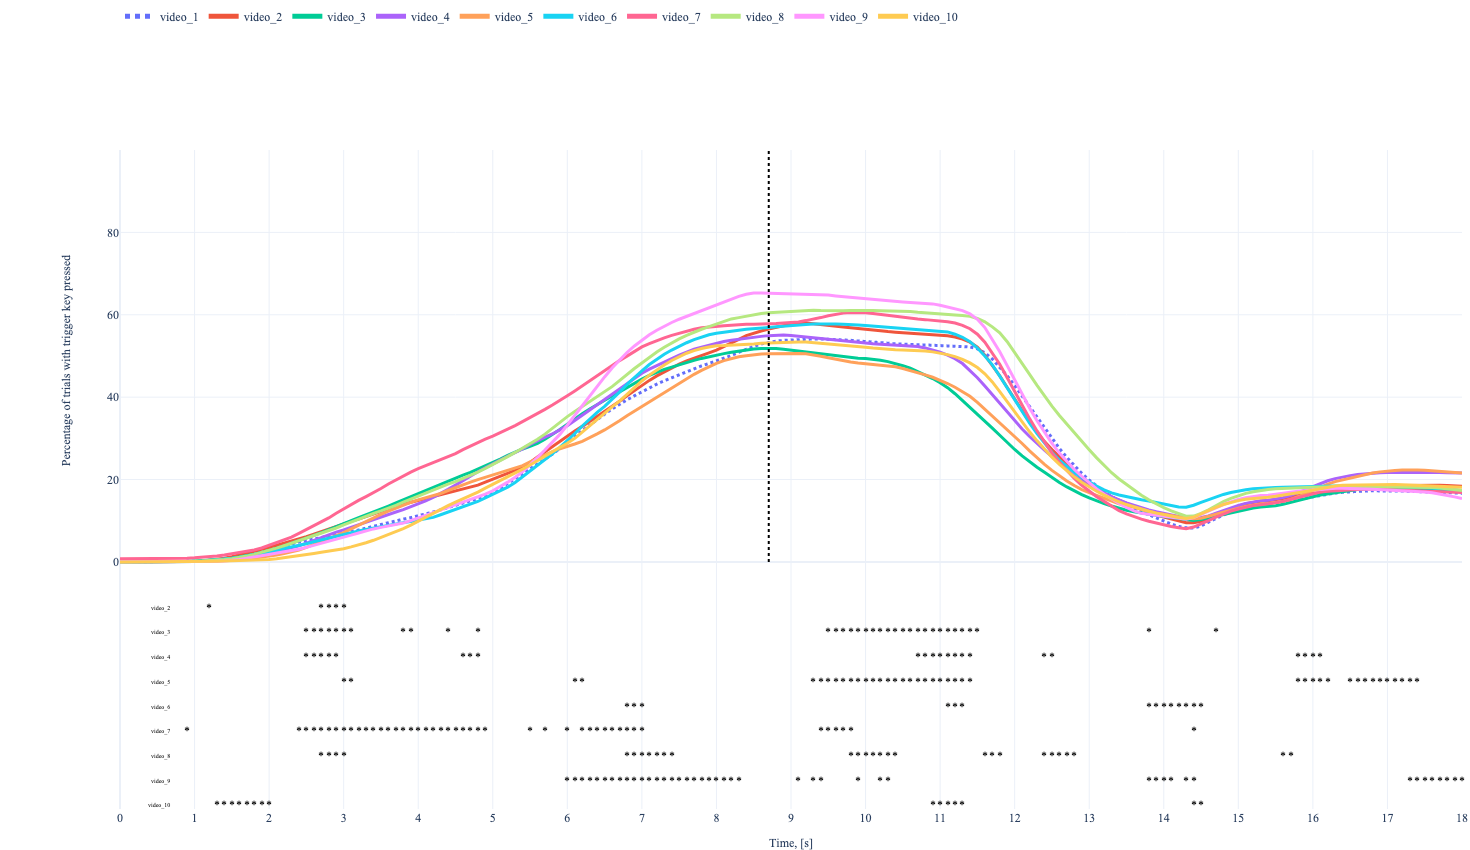 video_1 video_2 video_3 video_4 video_5 video_6 video_7 video_8 video_9 video_10
80
60
40
20
0
Percentage of trials with trigger key pressed
video_2 * ****
video_3 ******* ** * * ********************* * *
video_4 ***** *** ******** ** ****
video_5 ** ** ********************** ***** **********
video_6 *** *** ********
video_7 * ************************** * * * ********* ***** *
video_8 **** ******* ******* *** ***** **
video_9 ************************ * ** * ** **** ** ********
video_10 ******** ***** **
0 1 2 3 4 5 6 7 8 9 10 11 12 13 14 15 16 17 18
Time, [s]